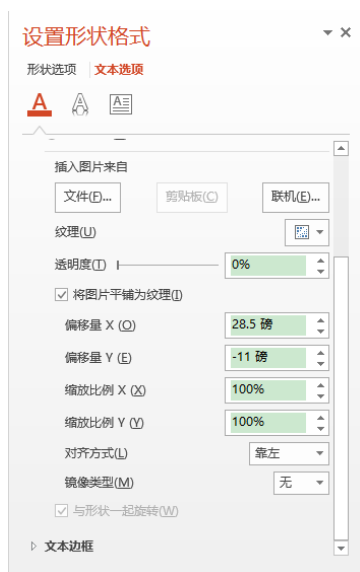 设置形状格式
形状选项 文本选项
A A A
插入图片来自
文件(F)... 剪贴板(C) 联机(E)...
纹理(U)
透明度(T) 0%
将图片平铺为纹理(I)
偏移量 X (O) 28.5 磅
偏移量 Y (E) -11 磅
缩放比例 X (X) 100%
缩放比例 Y (Y) 100%
对齐方式(L) 靠左
镜像类型(M) 无
与形状一起旋转(W)
文本边框